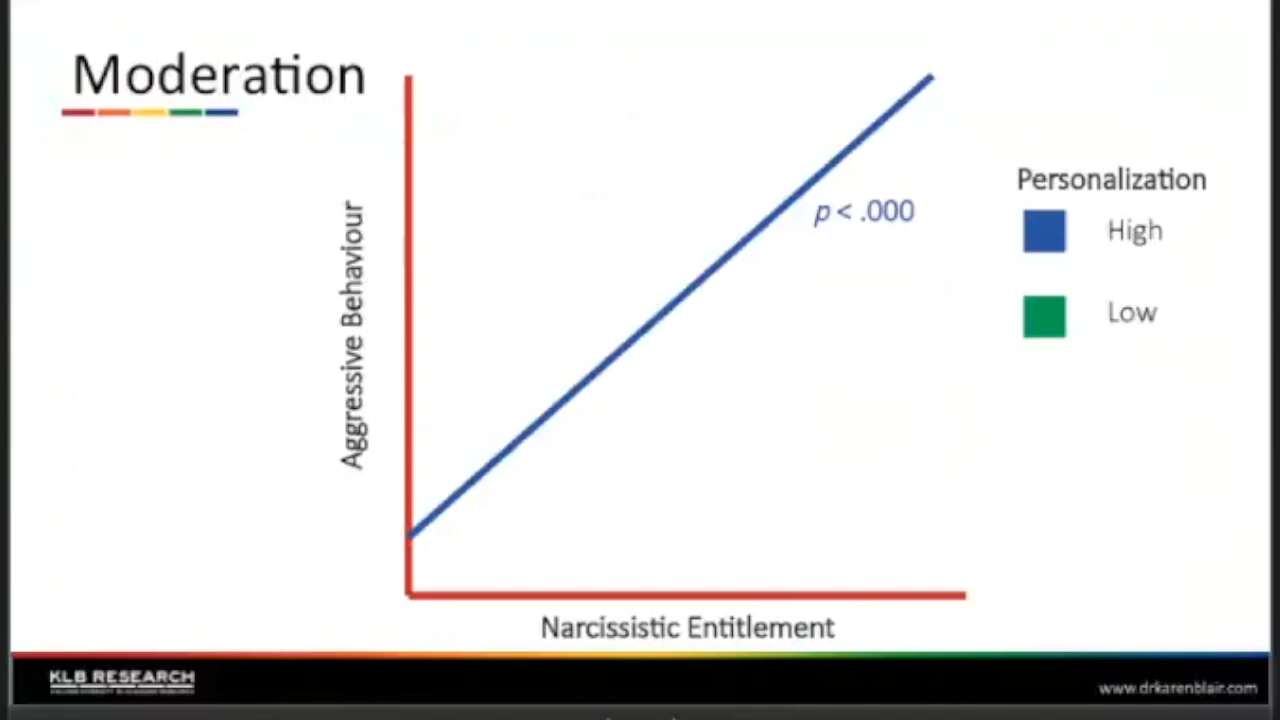 Moderation
Aggressive Behaviour
p < .000
Personalization
High
Low
Narcissistic Entitlement
KLB RESEARCH
www.drkarenblair.com